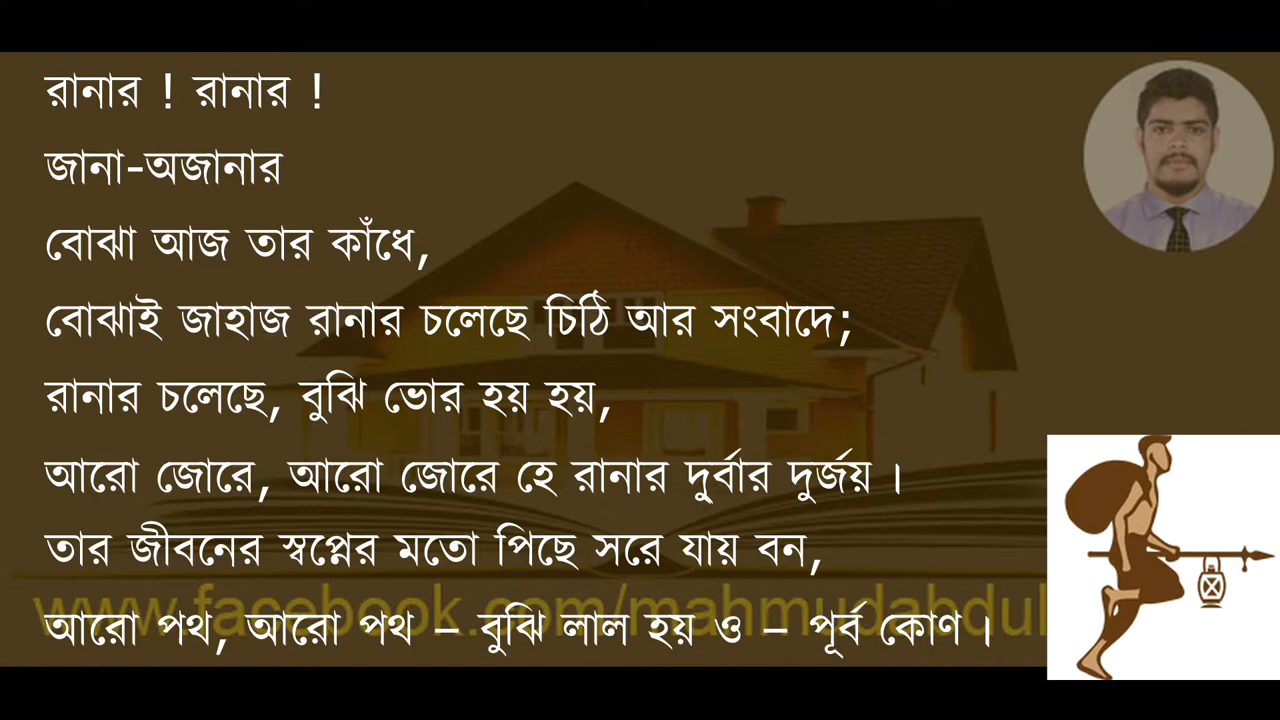 রানার ! রানার !
জানা-অজানার
বোঝা আজ তার কাঁধে,
বোঝাই জাহাজ রানার চলেছে চিঠি আর সংবাদে;
রানার চলেছে, বুঝি ভোর হয় হয়,
আরো জোরে, আরো জোরে হে রানার দুর্বার দুর্জয় ।
তার জীবনের স্বপ্নের মতো পিছে সরে যায় বন,
আরো পথ, আরো পথ – বুঝি লাল হয় ও – পূর্ব কোণ ।
www.facebook.com/mahmudabdul